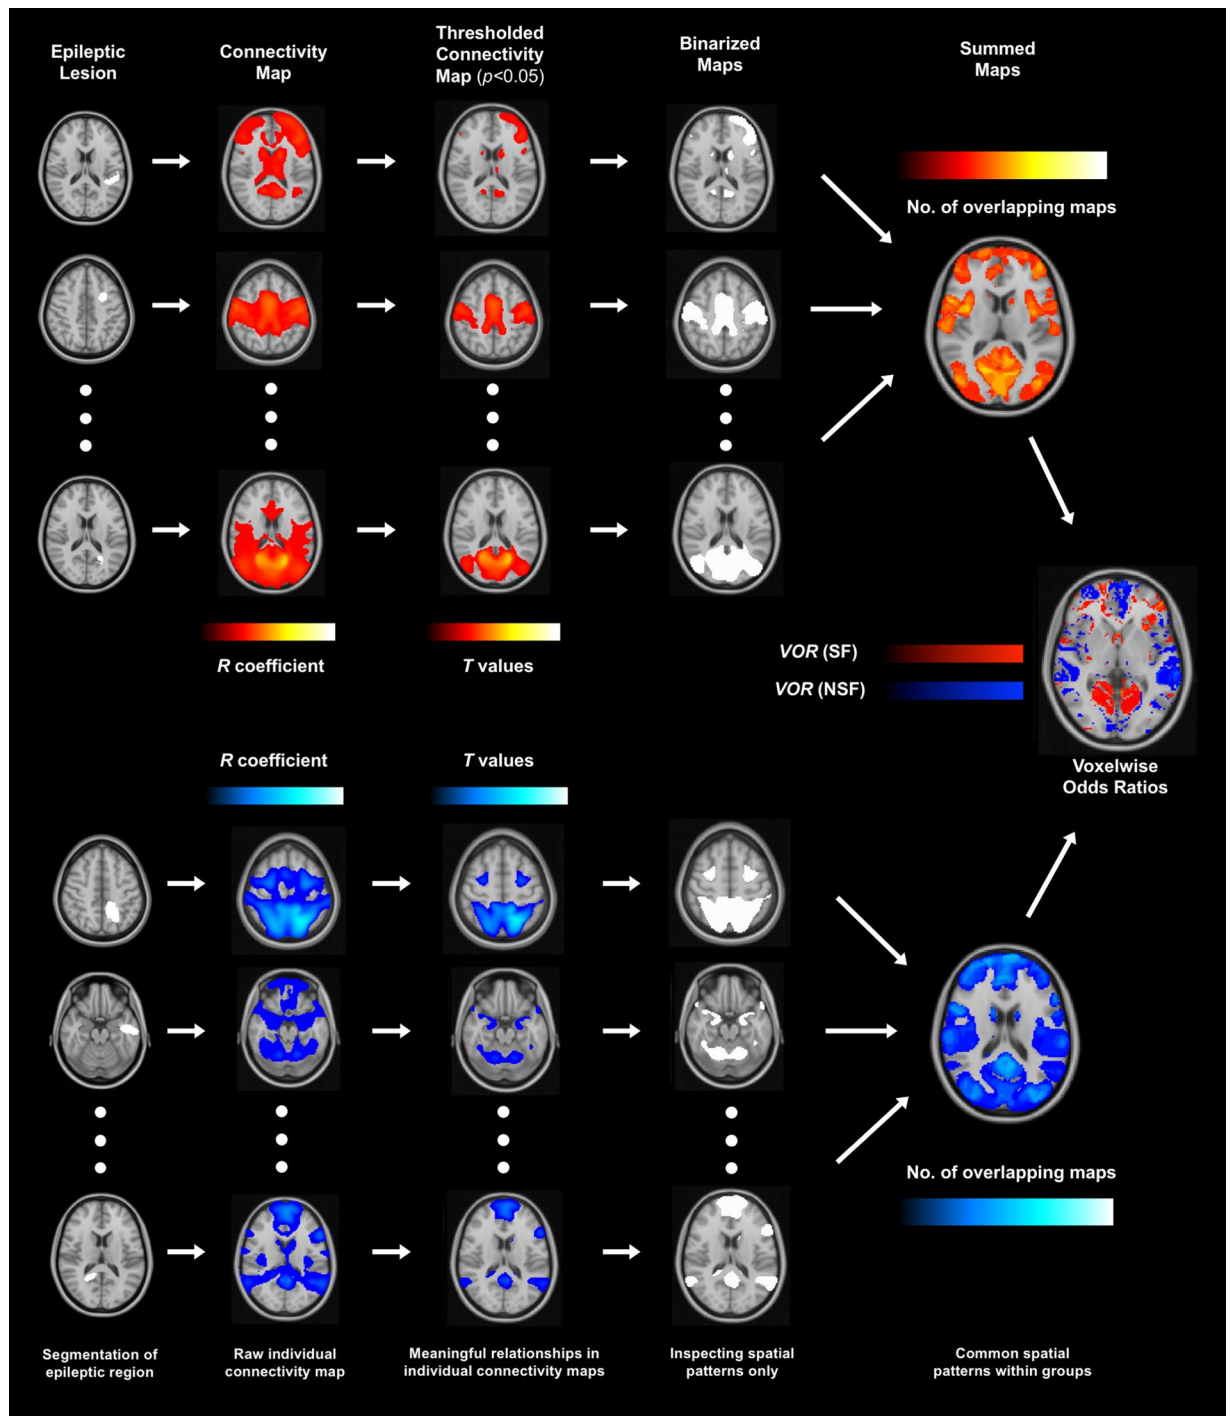 Epileptic
Lesion
Connectivity
Map
Thresholded
Connectivity
Map (p<0.05)
Binarized
Maps
Summed
Maps
No. of overlapping maps
R coefficient
T values
VOR (SF)
VOR (NSF)
Voxelwise
Odds Ratios
R coefficient
T values
No. of overlapping maps
Segmentation of
epileptic region
Raw individual
connectivity map
Meaningful relationships in
individual connectivity maps
Inspecting spatial
patterns only
Common spatial
patterns within groups